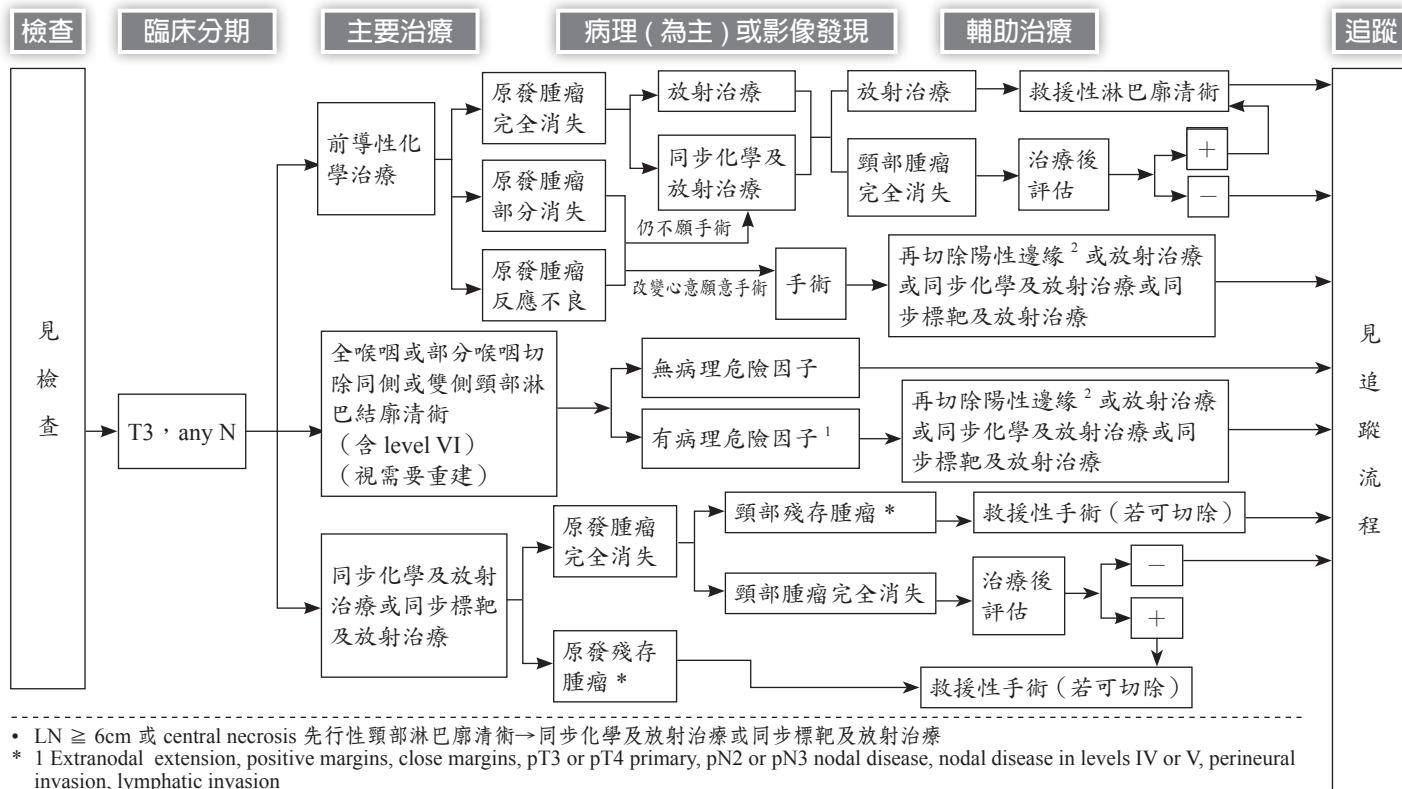 檢查
臨床分期
主要治療
病理（為主）或影像發現
輔助治療
追蹤
見
檢
查
T3，any N
前導性化
學治療
原發腫瘤
完全消失
原發腫瘤
部分消失
原發腫瘤
反應不良
放射治療
同步化學及
放射治療
仍不願手術
改變心意願意手術
手術
放射治療
頸部腫瘤
完全消失
救援性淋巴廓清術
治療後
評估
＋
－
再切除陽性邊緣 2 或放射治療
或同步化學及放射治療或同
步標靶及放射治療
全喉咽或部分喉咽切
除同側或雙側頸部淋
巴結廓清術
（含 level VI）
（視需要重建）
無病理危險因子
有病理危險因子 1
再切除陽性邊緣 2 或放射治療
或同步化學及放射治療或同
步標靶及放射治療
同步化學及放射
治療或同步標靶
及放射治療
原發腫瘤
完全消失
原發殘存
腫瘤 *
頸部殘存腫瘤 *
救援性手術（若可切除）
頸部腫瘤完全消失
治療後
評估
－
＋
救援性手術（若可切除）
見
追
蹤
流
程
• LN ≧ 6cm 或 central necrosis 先行性頸部淋巴廓清術→同步化學及放射治療或同步標靶及放射治療
* 1 Extranodal extension, positive margins, close margins, pT3 or pT4 primary, pN2 or pN3 nodal disease, nodal disease in levels IV or V, perineural
invasion, lymphatic invasion